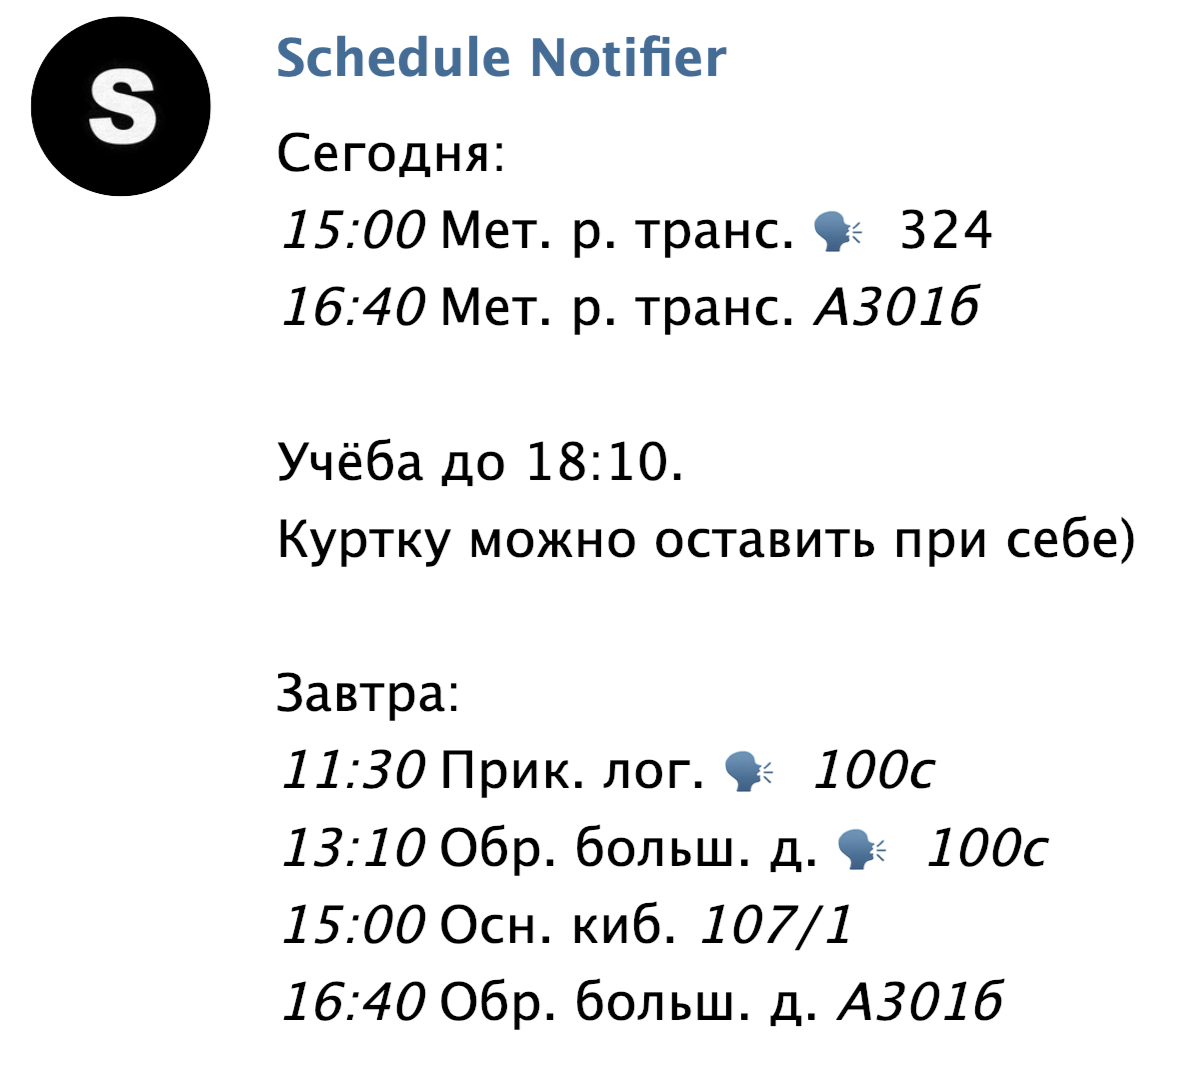 S
Schedule Notifier
Сегодня:
15:00 Мет. р. транс. 🗣 324
16:40 Мет. р. транс. А301б
Учёба до 18:10.
Куртку можно оставить при себе)
Завтра:
11:30 Прик. лог. 🗣 100с
13:10 Обр. больш. д. 🗣 100с
15:00 Осн. киб. 107/1
16:40 Обр. больш. д. А301б